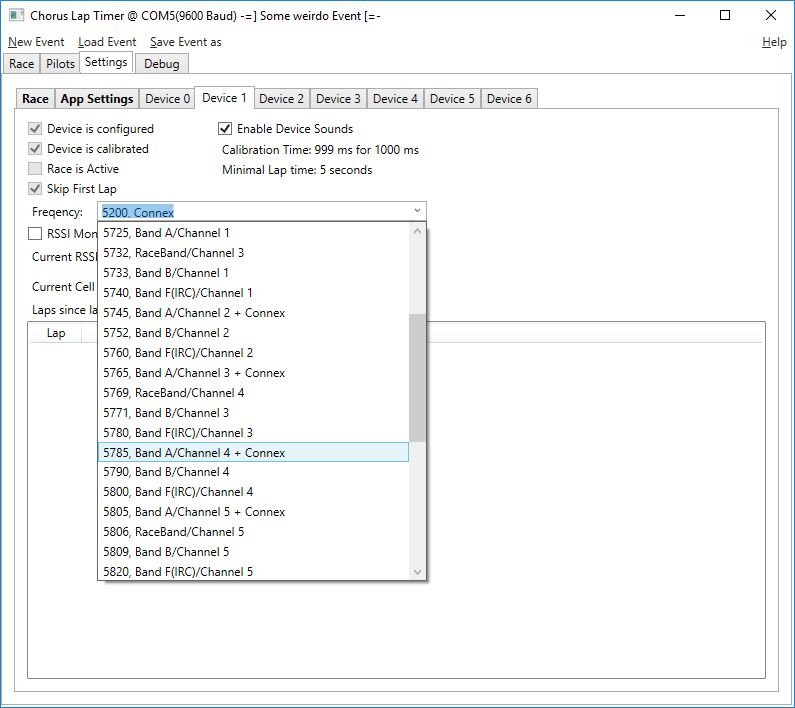 Chorus Lap Timer @ COM5(9600 Baud) -=] Some weirdo Event [=-
New Event Load Event Save Event as Help
Race Pilots Settings Debug
Race App Settings Device 0 Device 1 Device 2 Device 3 Device 4 Device 5 Device 6
Device is configured Enable Device Sounds
Device is calibrated Calibration Time: 999 ms for 1000 ms
Race is Active Minimal Lap time: 5 seconds
Skip First Lap
Freqency: 5200, Connex
5725, Band A/Channel 1
RSSI Mon
5732, RaceBand/Channel 3
Current RSSI
5733, Band B/Channel 1
Current Cell
5740, Band F(IRC)/Channel 1
Laps since la
5745, Band A/Channel 2 + Connex
Lap
5752, Band B/Channel 2
5760, Band F(IRC)/Channel 2
5765, Band A/Channel 3 + Connex
5769, RaceBand/Channel 4
5771, Band B/Channel 3
5780, Band F(IRC)/Channel 3
5785, Band A/Channel 4 + Connex
5790, Band B/Channel 4
5800, Band F(IRC)/Channel 4
5805, Band A/Channel 5 + Connex
5806, RaceBand/Channel 5
5809, Band B/Channel 5
5820, Band F(IRC)/Channel 5